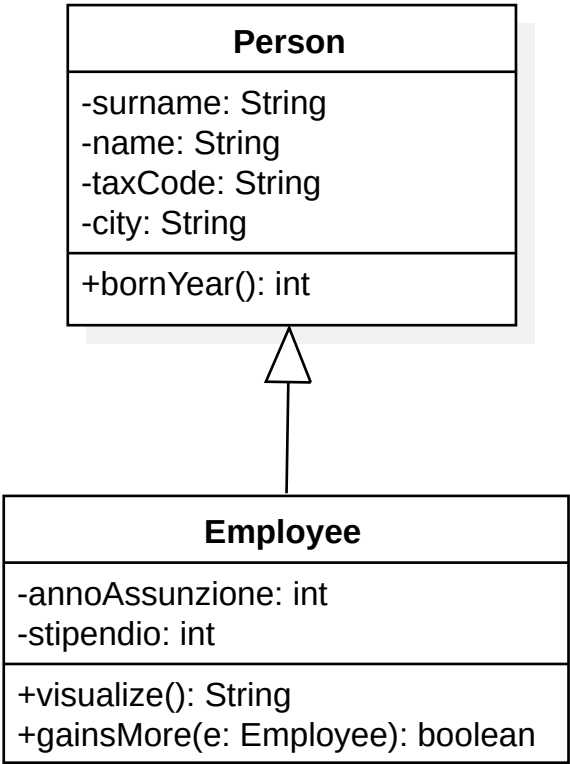 Person
-surname: String
-name: String
-taxCode: String
-city: String
+bornYear(): int
Employee
-annoAssunzione: int
-stipendio: int
+visualize(): String
+gainsMore(e: Employee): boolean